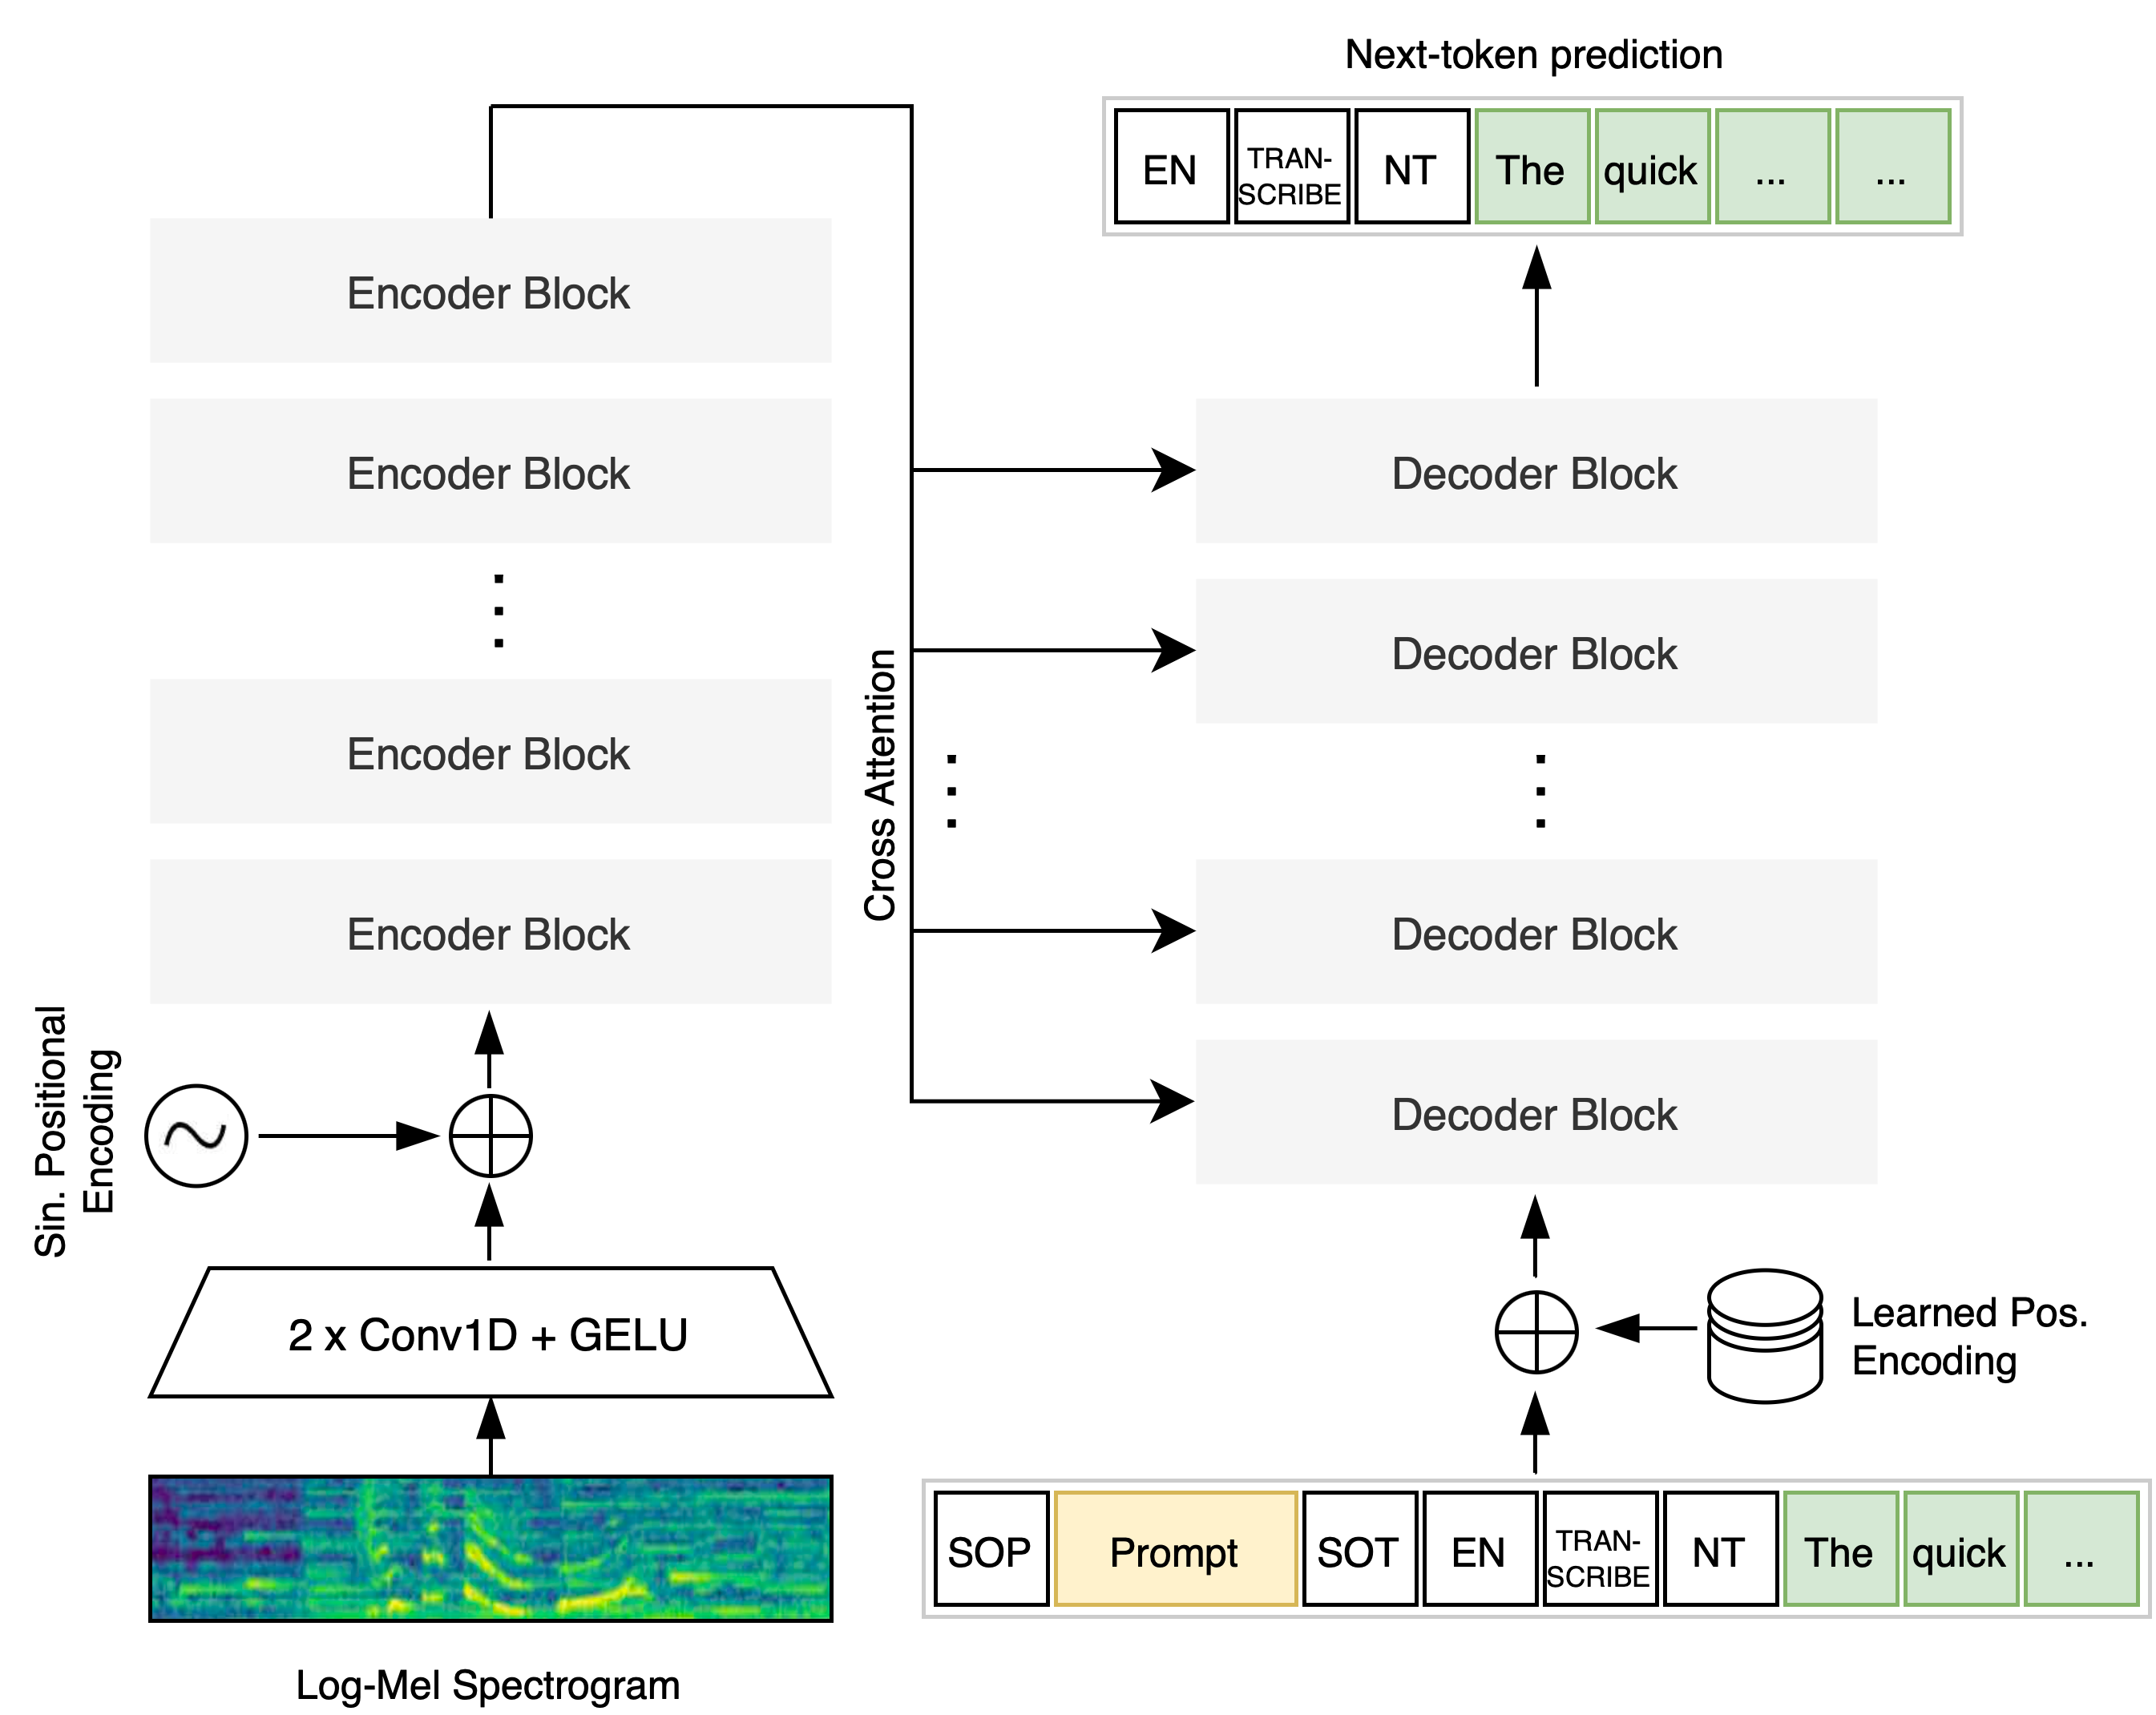 Next-token prediction
EN
TRAN-
SCRIBE
NT
The
quick
...
...
Encoder Block
Encoder Block
Encoder Block
Encoder Block
Cross Attention
Decoder Block
Decoder Block
Decoder Block
Decoder Block
Sin. Positional
Encoding
2 x Conv1D + GELU
Learned Pos.
Encoding
SOP
Prompt
SOT
EN
TRAN-
SCRIBE
NT
The
quick
...
Log-Mel Spectrogram